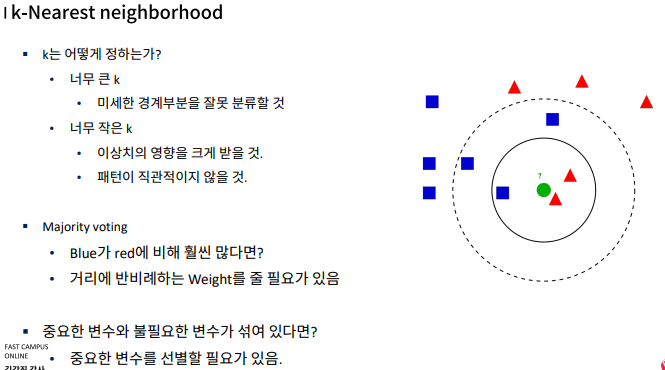 k-Nearest neighborhood
k는 어떻게 정하는가?
너무 큰 k
미세한 경계부분을 잘못 분류할 것
너무 작은 k
이상치의 영향을 크게 받을 것.
패턴이 직관적이지 않을 것.
Majority voting
Blue가 red에 비해 훨씬 많다면?
거리에 반비례하는 Weight를 줄 필요가 있음
중요한 변수와 불필요한 변수가 섞여 있다면?
중요한 변수를 선별할 필요가 있음.
?
FAST CAMPUS
ONLINE